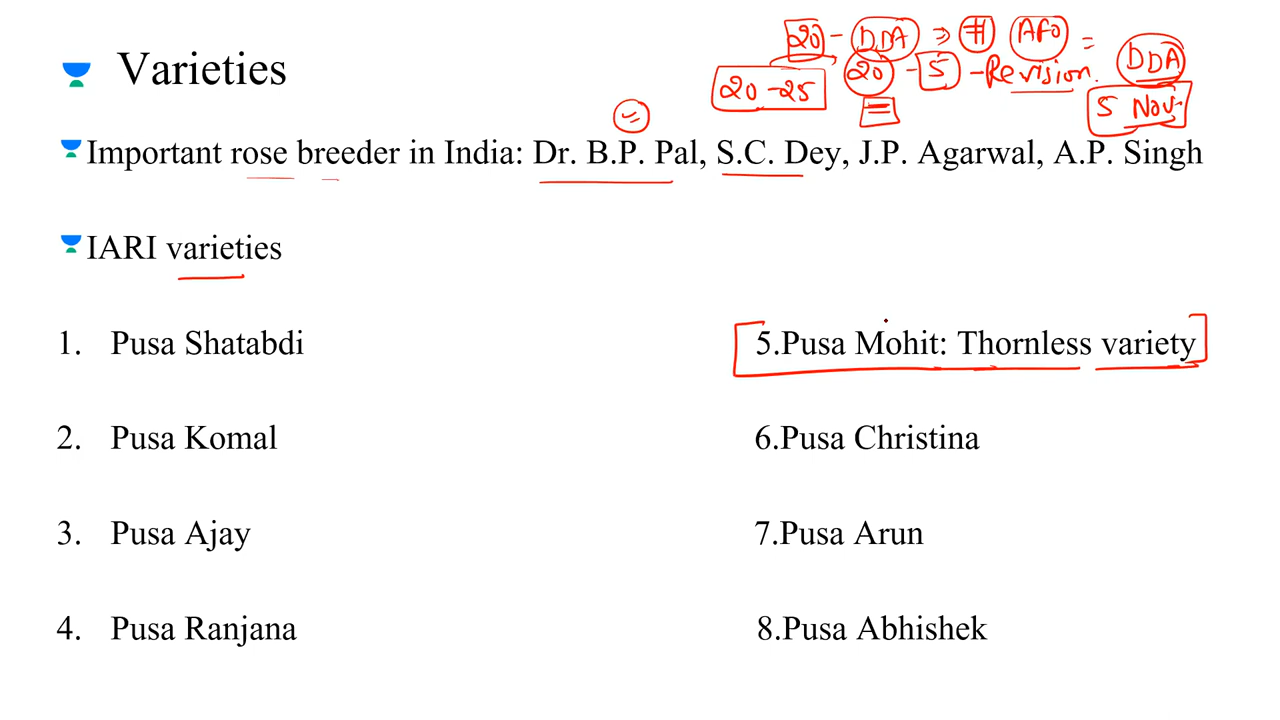 Varieties
20 - DDA ⇒ # AFO = DDA
20 - 25 20 - 5 - Revision. 5 Nov
Important rose breeder in India: Dr. B.P. Pal, S.C. Dey, J.P. Agarwal, A.P. Singh
IARI varieties
1. Pusa Shatabdi
5.Pusa Mohit: Thornless variety
2. Pusa Komal
6.Pusa Christina
3. Pusa Ajay
7.Pusa Arun
4. Pusa Ranjana
8.Pusa Abhishek